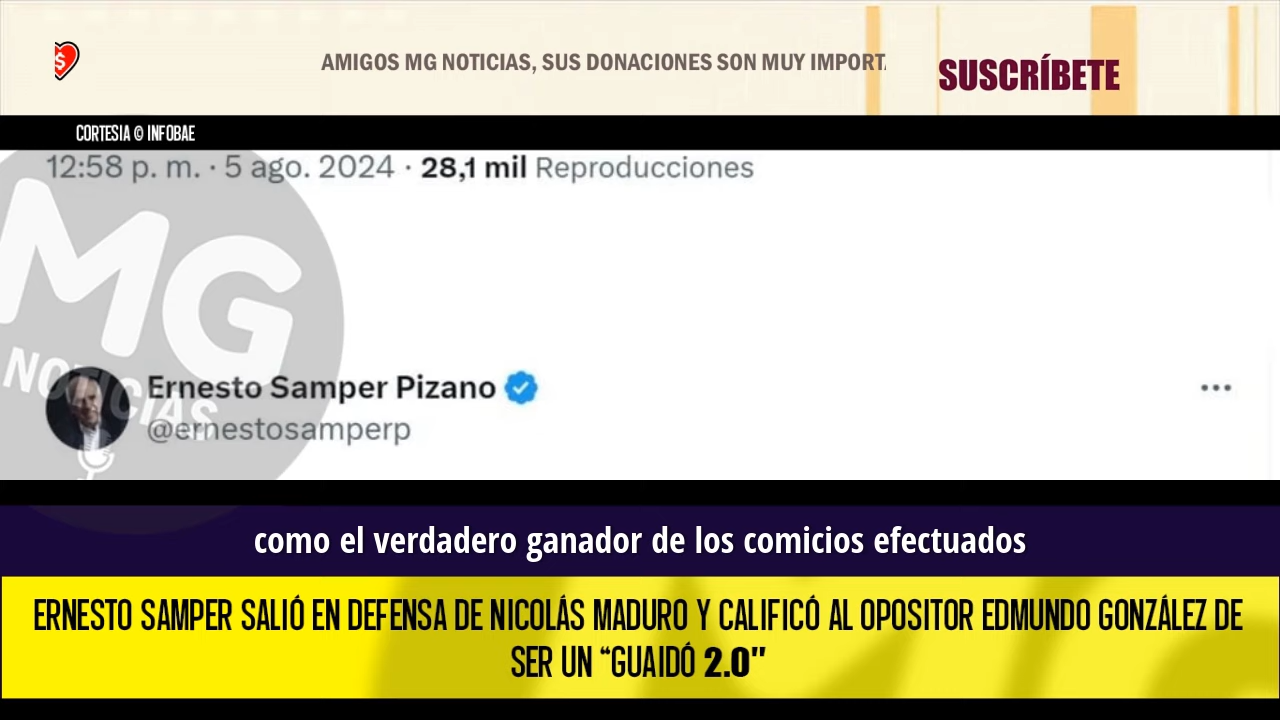 $
AMIGOS MG NOTICIAS, SUS DONACIONES SON MUY
SUSCRÍBETE
CORTESIA © INFOBAE
12:58 p. m. · 5 ago. 2024 · 28,1 mil Reproducciones
MG
NOTICIAS
Ernesto Samper Pizano
@ernestosamperp
como el verdadero ganador de los comicios efectuados
ERNESTO SAMPER SALIÓ EN DEFENSA DE NICOLÁS MADURO Y CALIFICÓ AL OPOSITOR EDMUNDO GONZÁLEZ DE
SER UN “GUAIDÓ 2.0”